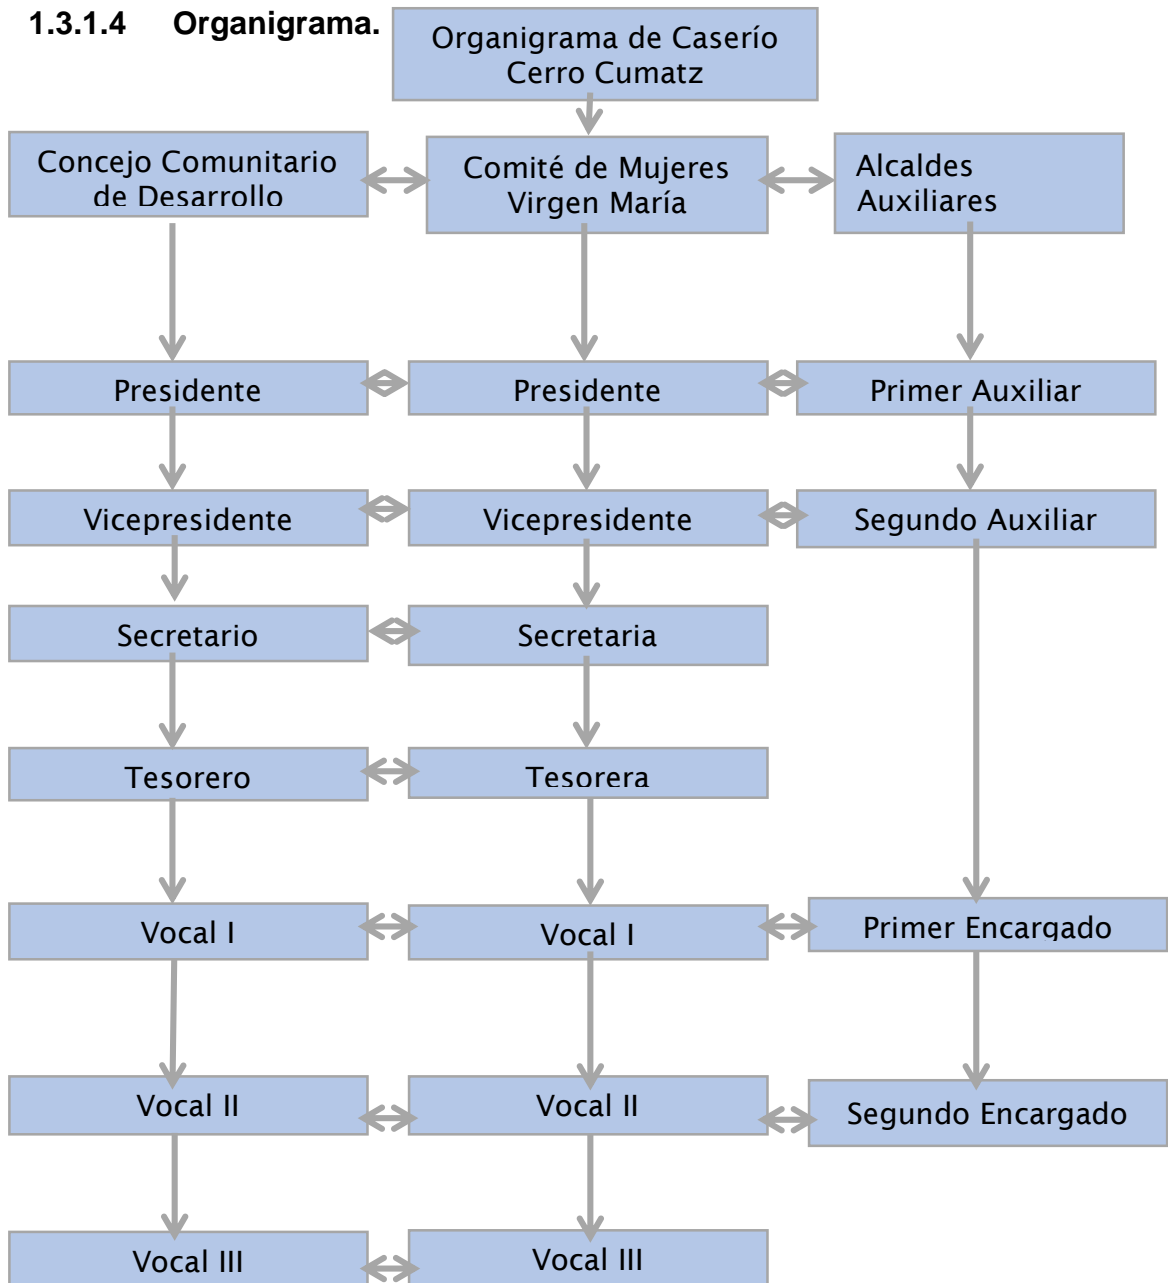 1.3.1.4 Organigrama.
Organigrama de Caserío
Cerro Cumatz
Concejo Comunitario
de Desarrollo
Comité de Mujeres
Virgen María
Alcaldes
Auxiliares
Presidente
Presidente
Primer Auxiliar
Vicepresidente
Vicepresidente
Segundo Auxiliar
Secretario
Secretaria
Tesorero
Tesorera
Vocal I
Vocal I
Primer Encargado
Vocal II
Vocal II
Segundo Encargado
Vocal III
Vocal III